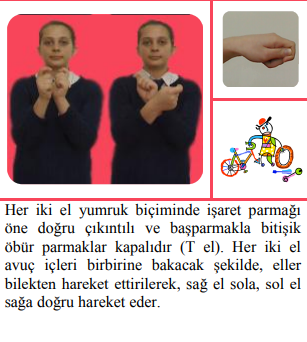 Her iki el yumruk biçiminde işaret parmağı
öne doğru çıkıntılı ve başparmakla bitişik
öbür parmaklar kapalıdır (T el). Her iki el
avuç içleri birbirine bakacak şekilde, eller
bilekten hareket ettirilerek, sağ el sola, sol el
sağa doğru hareket eder.